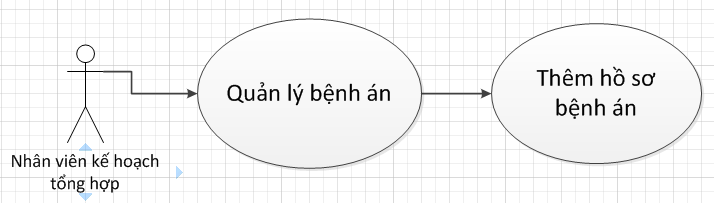 Quản lý bệnh án
Thêm hồ sơ
bệnh án
Nhân viên kế hoạch
tổng hợp